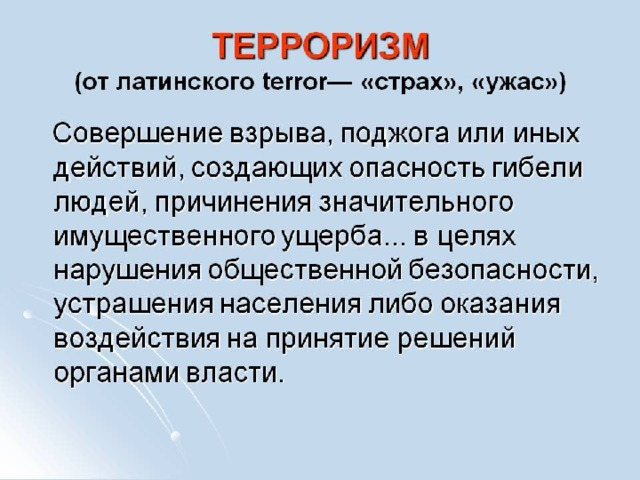 ТЕРРОРИЗМ
(от латинского terror— «страх», «ужас»)
Совершение взрыва, поджога или иных
действий, создающих опасность гибели
людей, причинения значительного
имущественного ущерба... в целях
нарушения общественной безопасности,
устрашения населения либо оказания
воздействия на принятие решений
органами власти.